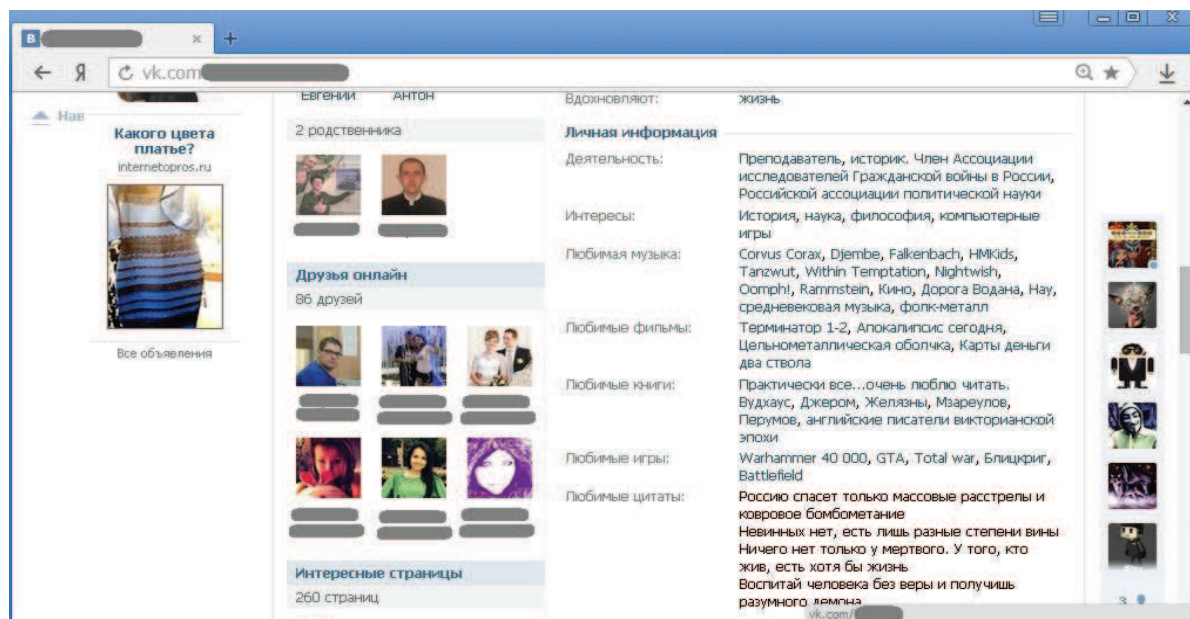 B
Я
vk.com
Нав
Какого цвета
платье?
internetopros.ru
Все объявления
Евгений Антон
2 родственника
Друзья онлайн
86 друзей
Интересные страницы
260 страниц
Вдохновляют: жизнь
Личная информация
Деятельность: Преподаватель, историк. Член Ассоциации
исследователей Гражданской войны в России,
Российской ассоциации политической науки
Интересы: История, наука, философия, компьютерные
игры
Любимая музыка: Corvus Corax, Djembe, Falkenbach, HMKids,
Tanzwut, Within Temptation, Nightwish,
Oomph!, Rammstein, Кино, Дорога Водана, Нау,
средневековая музыка, фолк-металл
Любимые фильмы: Терминатор 1-2, Апокалипсис сегодня,
Цельнометаллическая оболчка, Карты деньги
два ствола
Любимые книги: Практически все...очень люблю читать.
Вудхаус, Джером, Желязны, Мзареулов,
Перумов, английские писатели викторианской
эпохи
Любимые игры: Warhammer 40 000, GTA, Total war, Блицкриг,
Battlefield
Любимые цитаты: Россию спасет только массовые расстрелы и
ковровое бомбометание
Невинных нет, есть лишь разные степени вины
Ничего нет только у мертвого. У того, кто
жив, есть хотя бы жизнь
Воспитай человека без веры и получишь
разумного демона
3
vk.com/